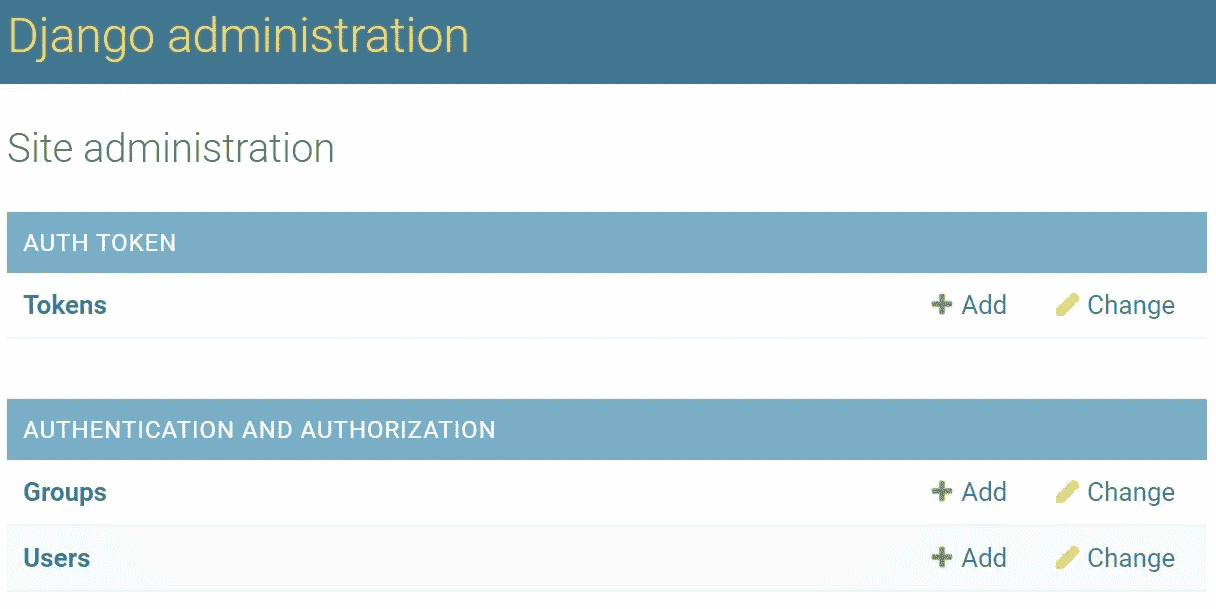 Django administration
Site administration
AUTH TOKEN
Tokens Add Change
AUTHENTICATION AND AUTHORIZATION
Groups Add Change
Users Add Change